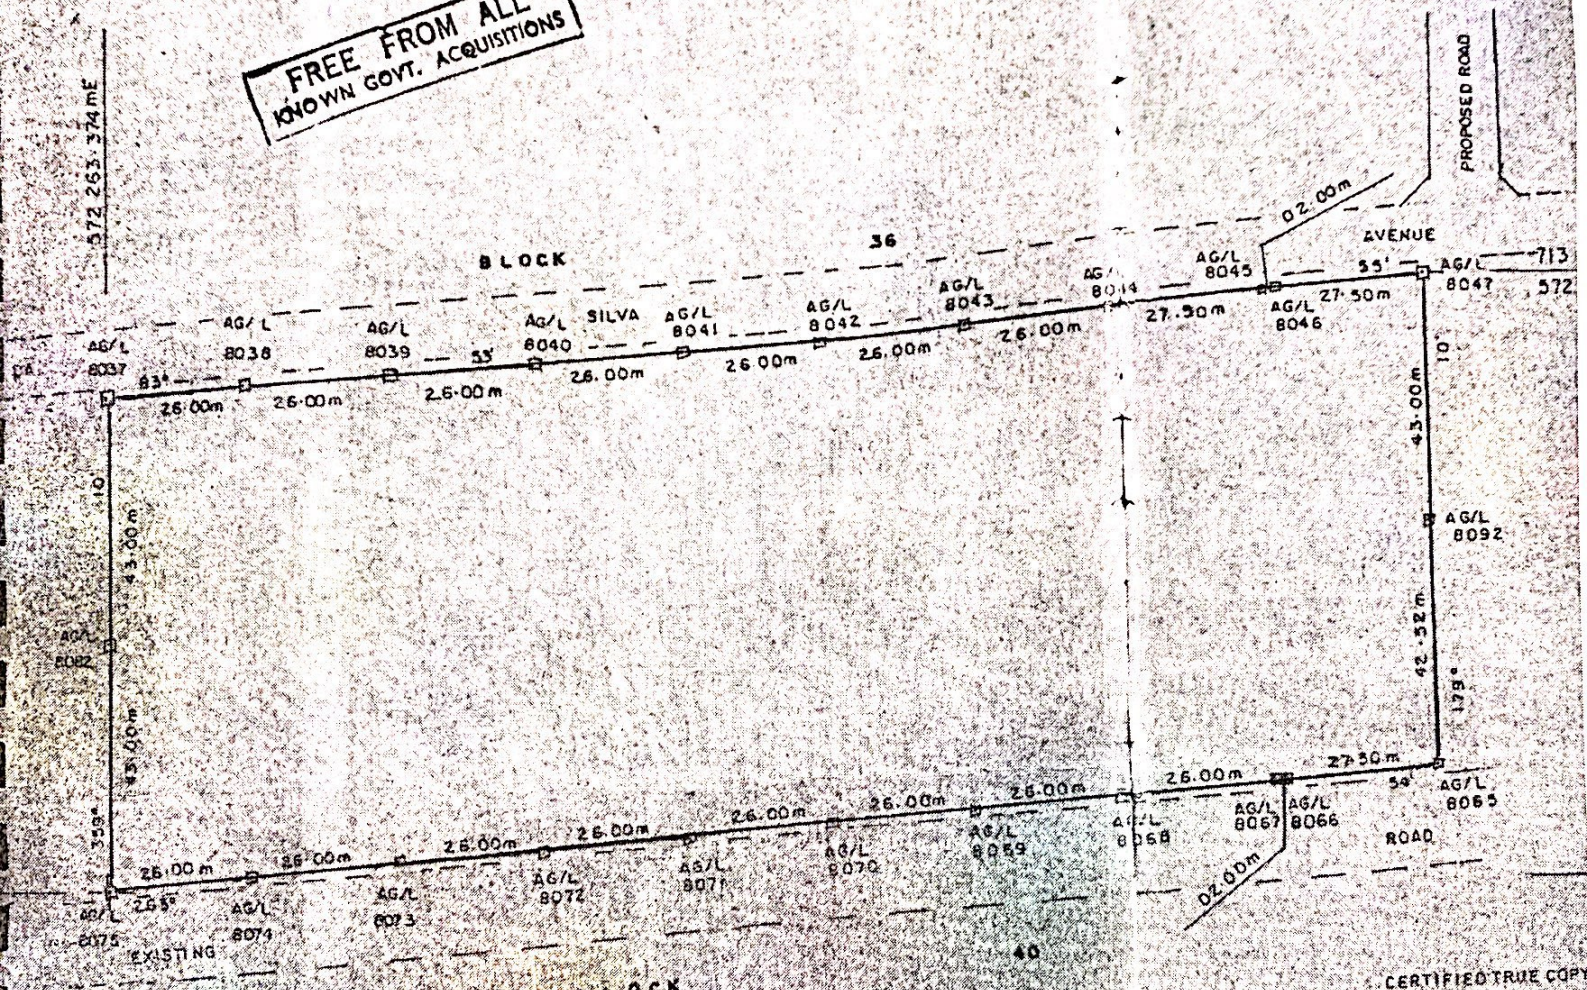 FREE FROM ALL
KNOWN GOVT. ACQUISITIONS
572 263.374mE
PROPOSED ROAD
BLOCK
36
02.00m
AVENUE
AG/L
8045
55'
AG/L
8047
713
572
AG/L
8037
AG/L
8038
AG/L
8039
53'
AG/L
8040
SILVA
AG/L
8041
AG/L
8042
AG/L
8043
AG/
8044
AG/L
8046
83°
26.00m
26.00m
26.00m
26.00m
26.00m
26.00m
26.00m
27.50m
27.50m
10'
43.00m
10'
43.00m
AG/L
8092
AG/L
8082
43.00m
359°
42.52m
179°
26.00m
26.00m
26.00m
26.00m
26.00m
26.00m
26.00m
26.00m
27.50m
54'
AG/L
8065
AG/L
8066
AG/L
8067
AG/L
8068
AG/L
8069
AG/L
8070
AG/L
8071
AG/L
8072
AG/L
8073
AG/L
8074
AG/L
8075
263°
EXISTING
ROAD
02.00m
40
CERTIFIED TRUE COPY